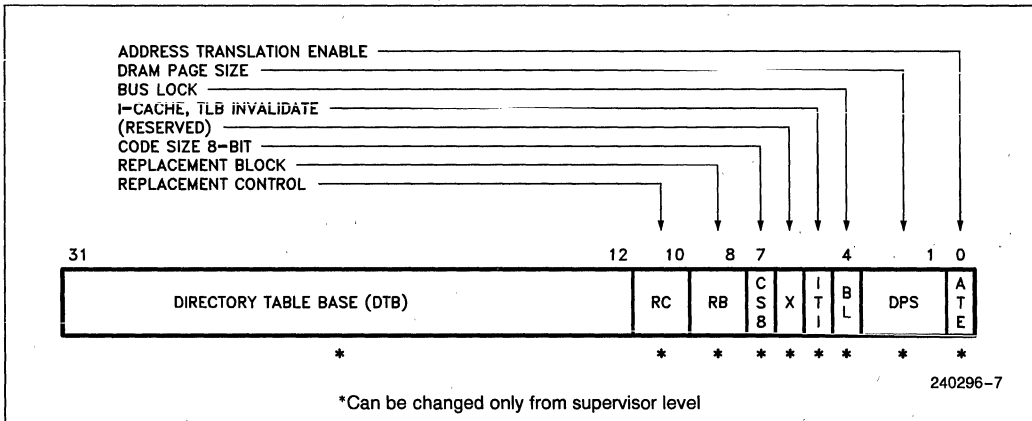 ADDRESS TRANSLATION ENABLE
DRAM PAGE SIZE
BUS LOCK
I-CACHE, TLB INVALIDATE
(RESERVED)
CODE SIZE 8-BIT
REPLACEMENT BLOCK
REPLACEMENT CONTROL
31 12 10 8 7 4 1 0
DIRECTORY TABLE BASE (DTB) RC RB CS8 X ITI BL DPS ATE
* * * * * * * * *
240296-7
*Can be changed only from supervisor level